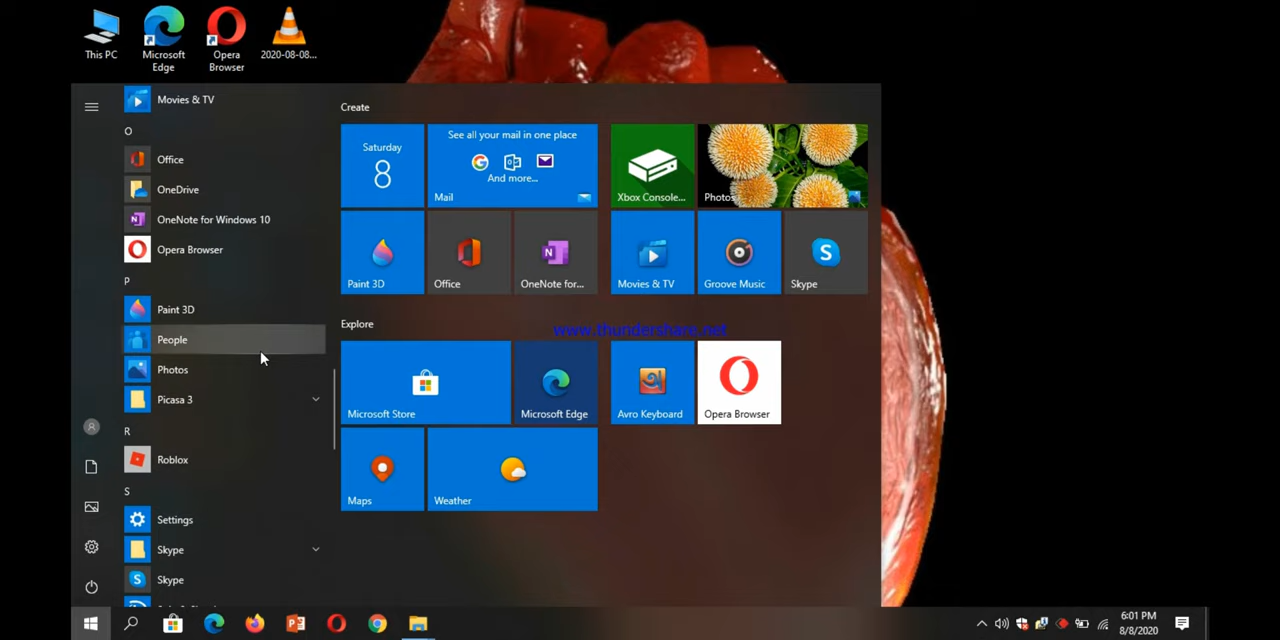 This PC
Microsoft
Edge
Opera
Browser
2020-08-08...
Movies & TV
O
Office
OneDrive
OneNote for Windows 10
Opera Browser
P
Paint 3D
People
Photos
Picasa 3
R
Roblox
S
Settings
Skype
Skype
Create
Saturday
8
See all your mail in one place
And more...
Mail
Xbox Console...
Photos
Paint 3D
Office
OneNote for...
Movies & TV
Groove Music
Skype
Explore
www.thundershare.net
Microsoft Store
Microsoft Edge
Avro Keyboard
Opera Browser
Maps
Weather
6:01 PM
8/8/2020